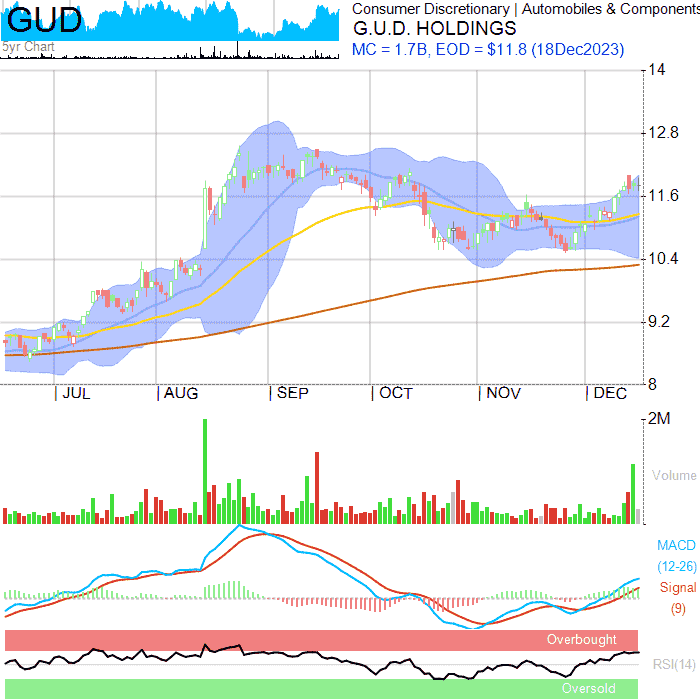 GUD
5yr Chart
Consumer Discretionary | Automobiles & Components
G.U.D. HOLDINGS
MC = 1.7B, EOD = $11.8 (18Dec2023)
14
12.8
11.6
10.4
9.2
8
JUL
AUG
SEP
OCT
NOV
DEC
2M
Volume
MACD
(12-26)
Signal
(9)
Overbought
RSI(14)
Oversold